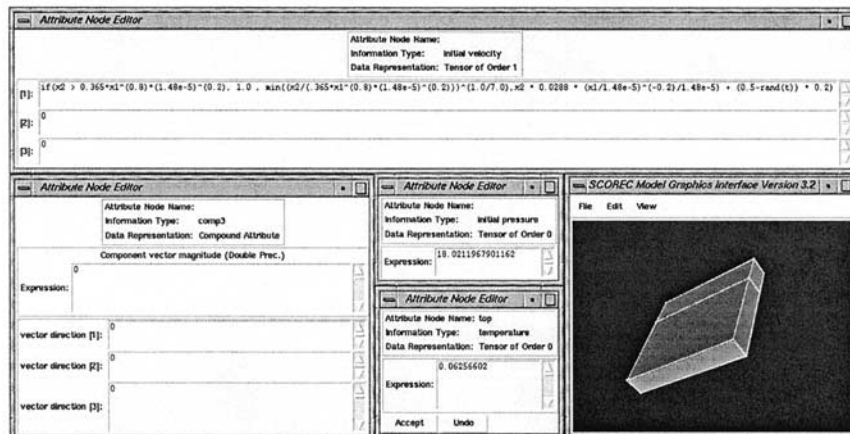 Attribute Node Editor
Attribute Node Name:
Information Type: initial velocity
Data Representation: Tensor of Order 1
[1]: if(x2 > 0.365*x1^(0.8)*(1.48e-5)^(0.2), 1.0 , min((x2/(.365*x1^(0.8)*(1.48e-5)^(0.2)))^(1.0/7.0),x2 * 0.0288 * (x1/1.48e-5)^(-0.2)/1.48e-5) + (0.5-rand(t)) * 0.2)
[2]: 0
[3]: 0
Attribute Node Editor
Attribute Node Name:
Information Type: comp3
Data Representation: Compound Attribute
Component vector magnitude (Double Prec.)
Expression: 0
vector direction [1]: 0
vector direction [2]: 0
vector direction [3]: 0
Attribute Node Editor
Attribute Node Name:
Information Type: initial pressure
Data Representation: Tensor of Order 0
Expression: 18.0211967901162
Attribute Node Editor
Attribute Node Name: top
Information Type: temperature
Data Representation: Tensor of Order 0
Expression: 0.06256602
Accept Undo
SCOREC Model Graphics Interface Version 3.2
File Edit View